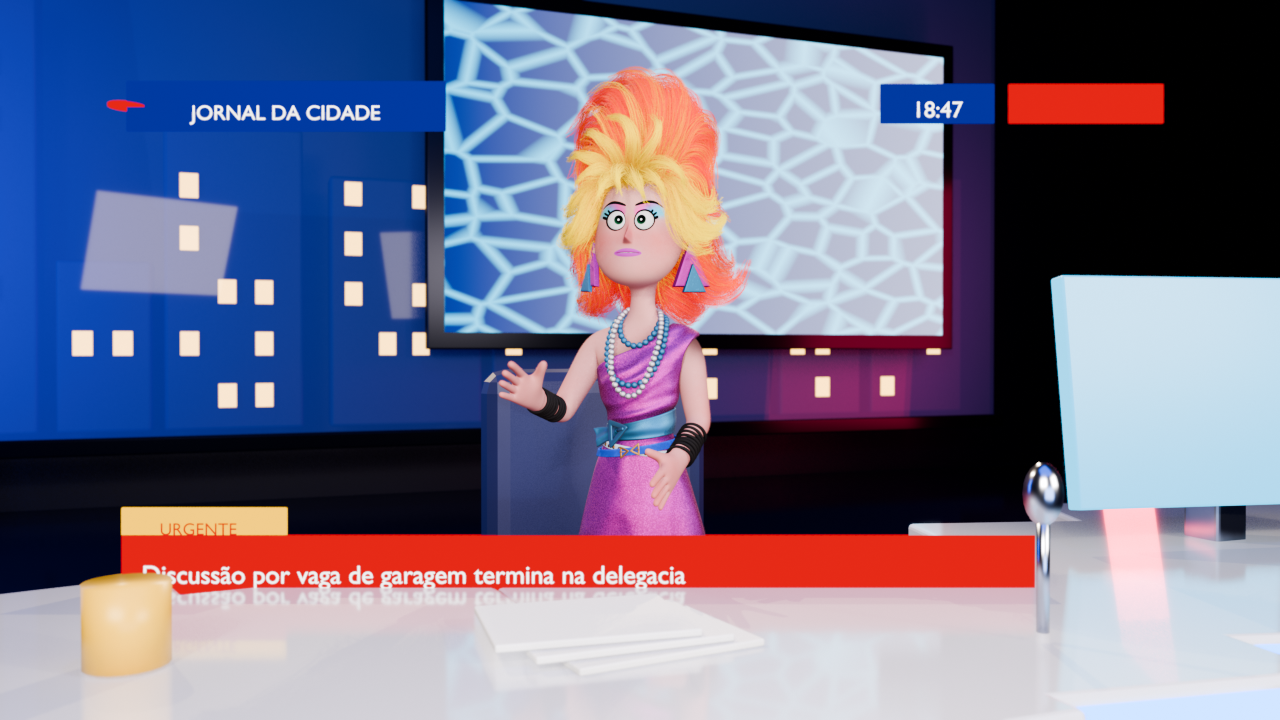 JORNAL DA CIDADE
18:47
URGENTE
Discussão por vaga de garagem termina na delegacia